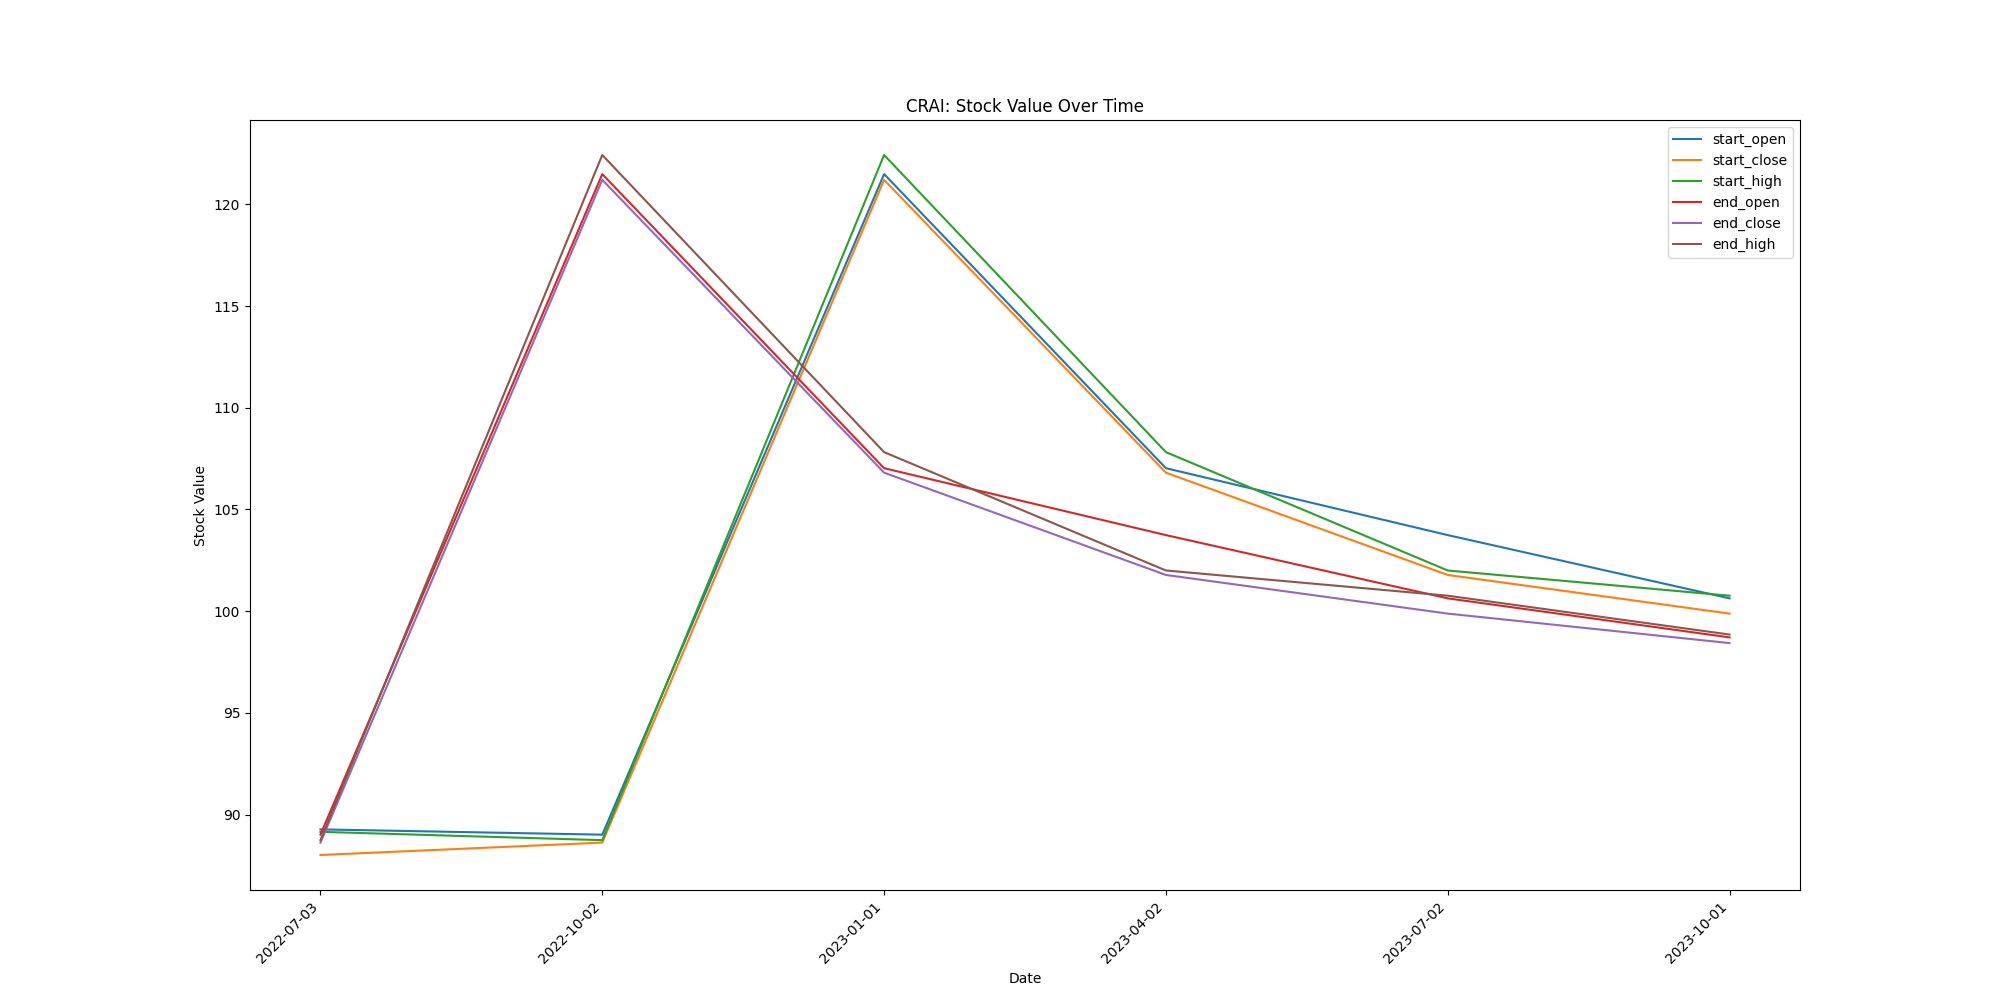 CRAI: Stock Value Over Time
start_open
start_close
start_high
end_open
end_close
end_high
Stock Value
120
115
110
105
100
95
90
2022-07-03
2022-10-02
2023-01-01
2023-04-02
2023-07-02
2023-10-01
Date